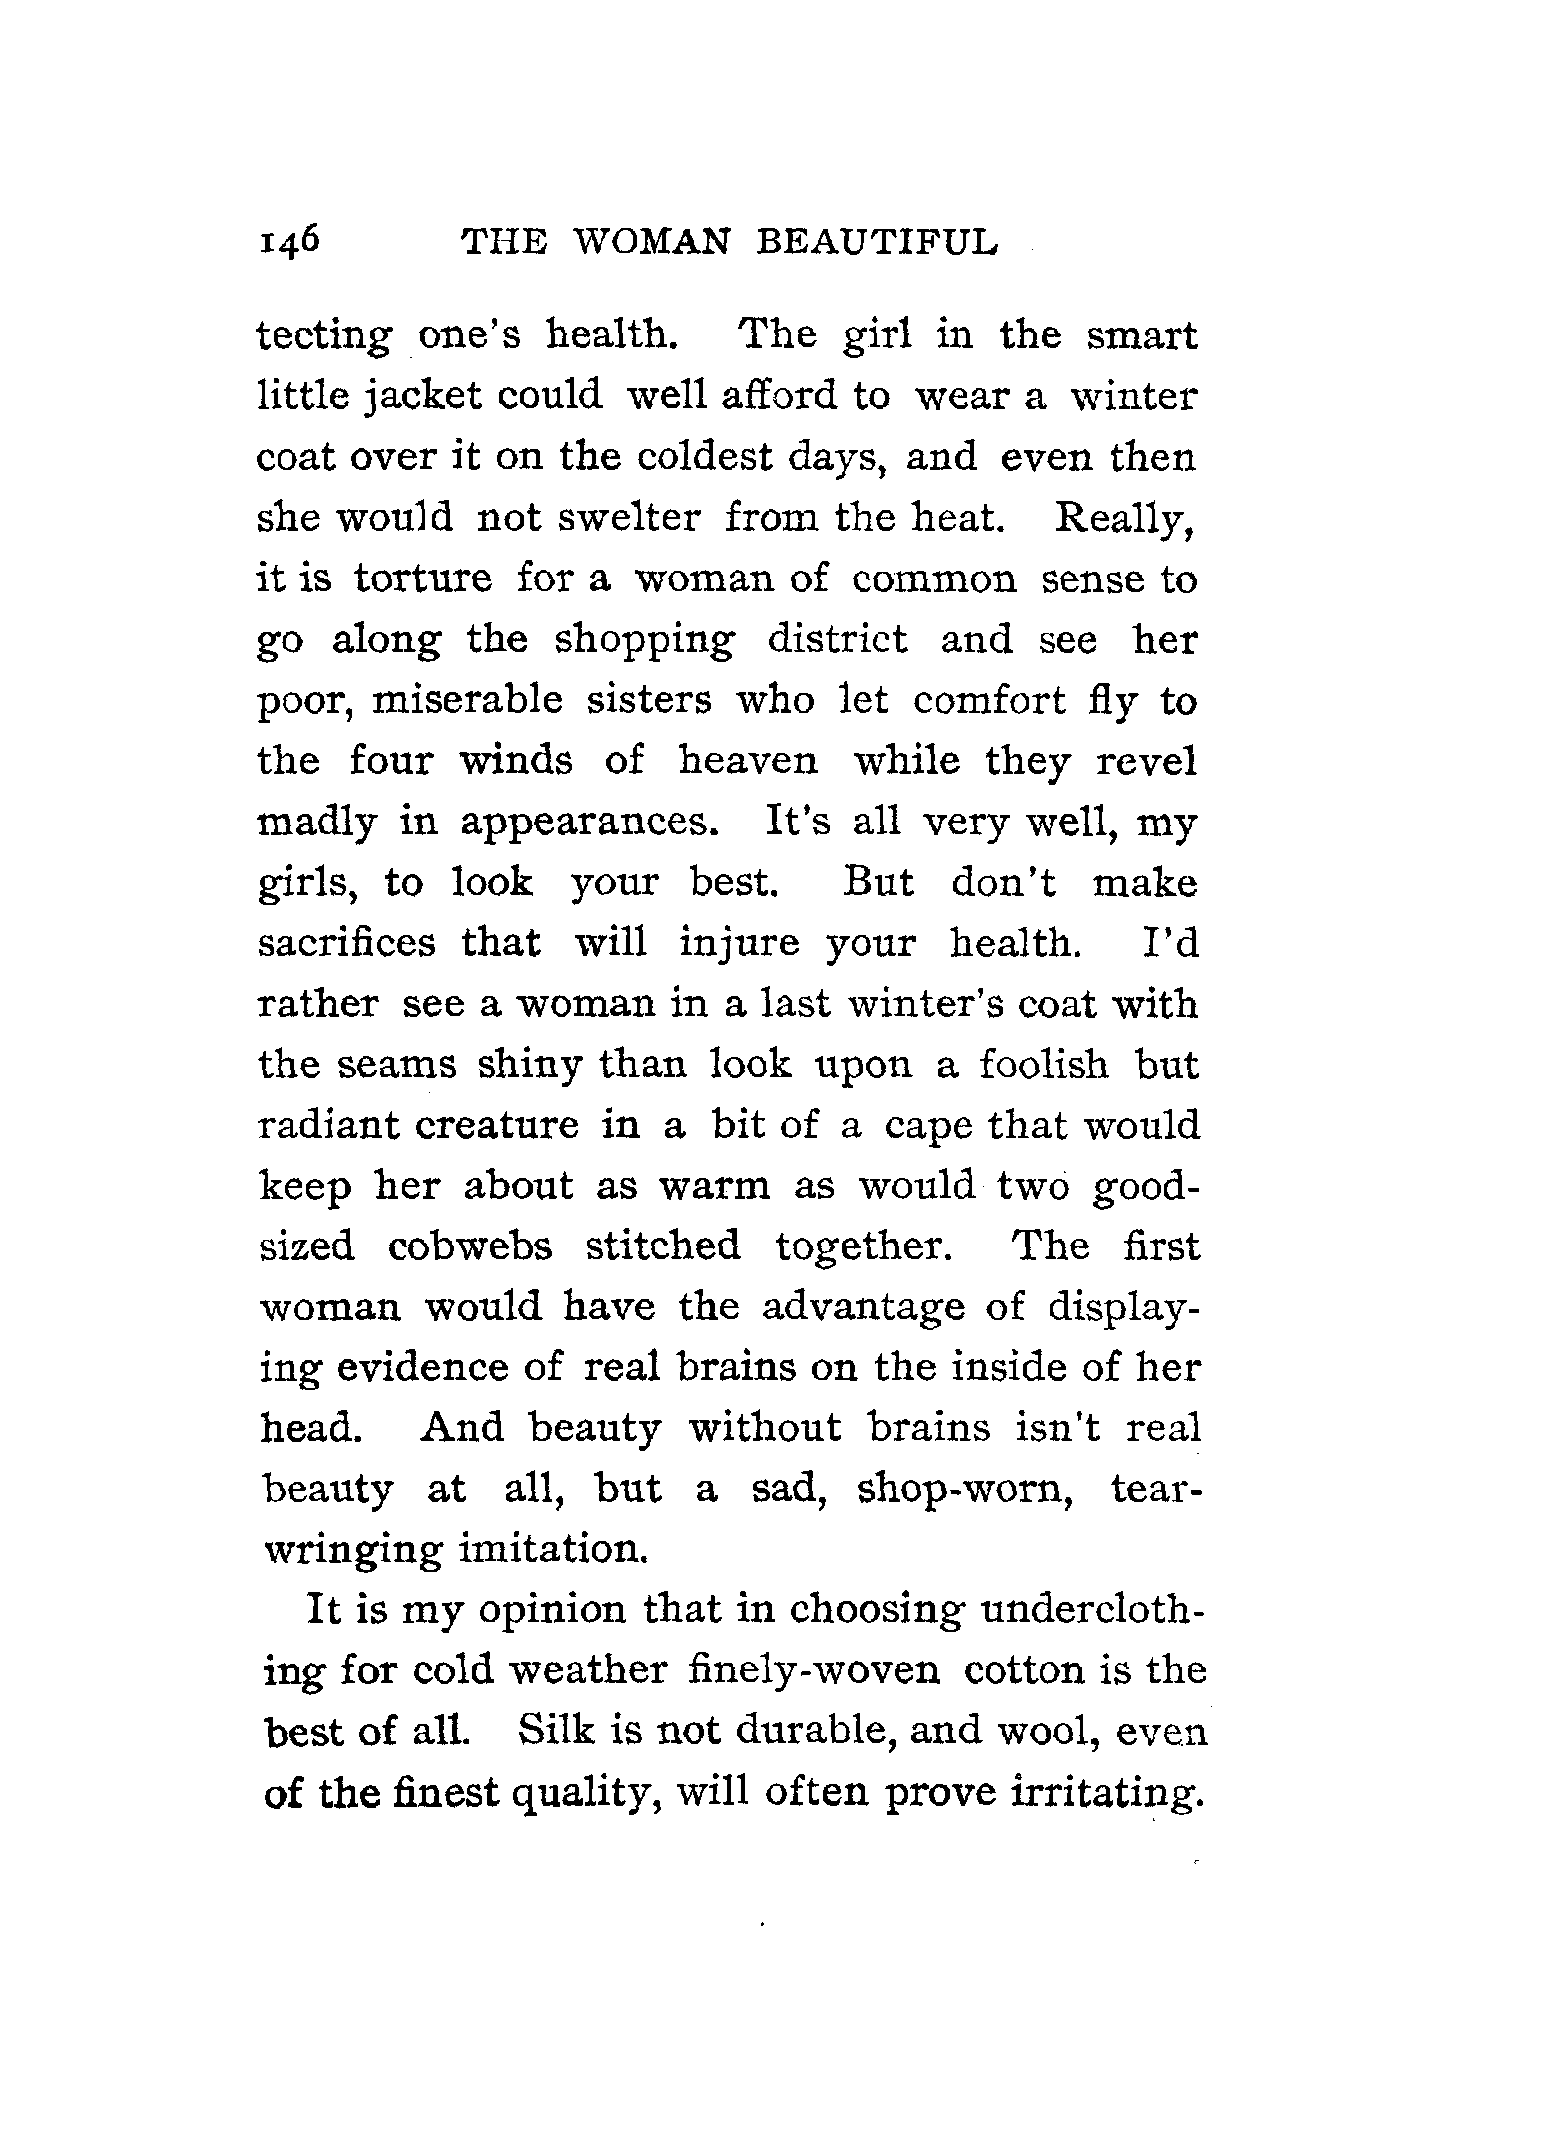 146 THE WOMAN BEAUTIFUL
tecting one's health. The girl in the smart
little jacket could well afford to wear a winter
coat over it on the coldest days, and even then
she would not swelter from the heat. Really,
it is torture for a woman of common sense to
go along the shopping district and see her
poor, miserable sisters who let comfort fly to
the four winds of heaven while they revel
madly in appearances. It's all very well, my
girls, to look your best. But don't make
sacrifices that will injure your health. I'd
rather see a woman in a last winter's coat with
the seams shiny than look upon a foolish but
radiant creature in a bit of a cape that would
keep her about as warm as would two good-
sized cobwebs stitched together. The first
woman would have the advantage of display-
ing evidence of real brains on the inside of her
head. And beauty without brains isn't real
beauty at all, but a sad, shop-worn, tear-
wringing imitation.
It is my opinion that in choosing undercloth-
ing for cold weather finely-woven cotton is the
best of all. Silk is not durable, and wool, even
of the finest quality, will often prove irritating.